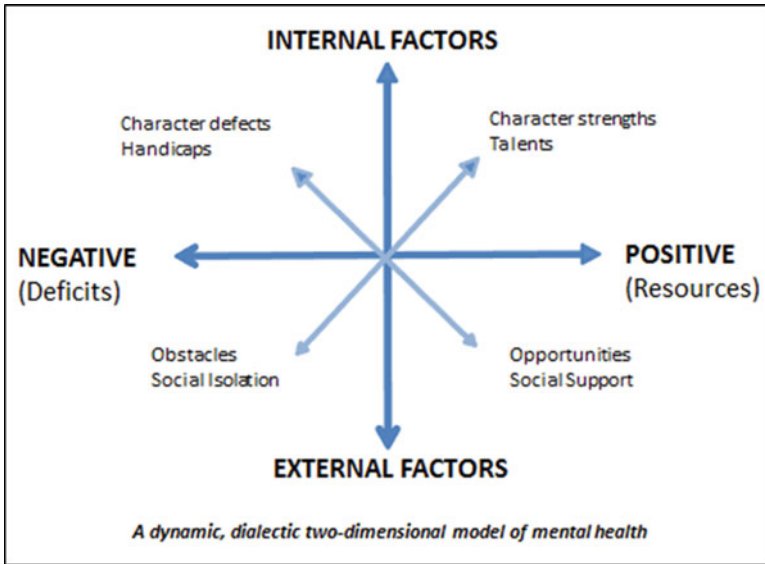 INTERNAL FACTORS
Character defects
Handicaps
Character strengths
Talents
NEGATIVE
(Deficits)
POSITIVE
(Resources)
Obstacles
Social Isolation
Opportunities
Social Support
EXTERNAL FACTORS
A dynamic, dialectic two-dimensional model of mental health